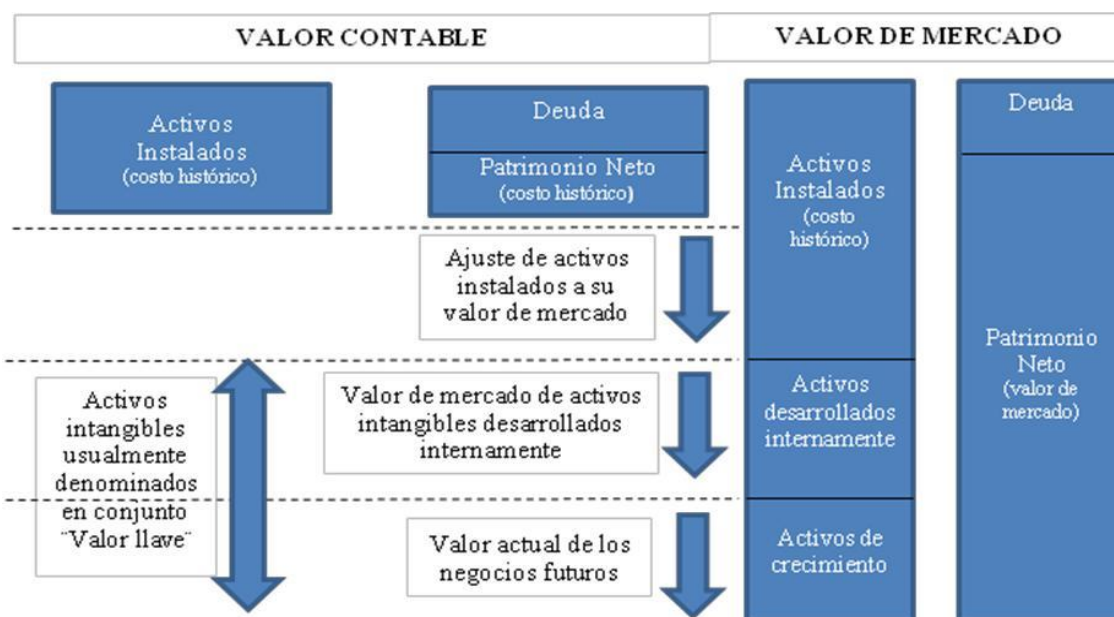 VALOR CONTABLE
VALOR DE MERCADO
Activos
Instalados
(costo histórico)
Deuda
Patrimonio Neto
(costo histórico)
Activos
Instalados
(costo
histórico)
Deuda
Ajuste de activos
instalados a su
valor de mercado
Patrimonio
Neto
(valor de
mercado)
Activos
intangibles
usualmente
denominados
en conjunto
¨Valor llave¨
Valor de mercado de activos
intangibles desarrollados
internamente
Activos
desarrollados
internamente
Valor actual de los
negocios futuros
Activos de
crecimiento